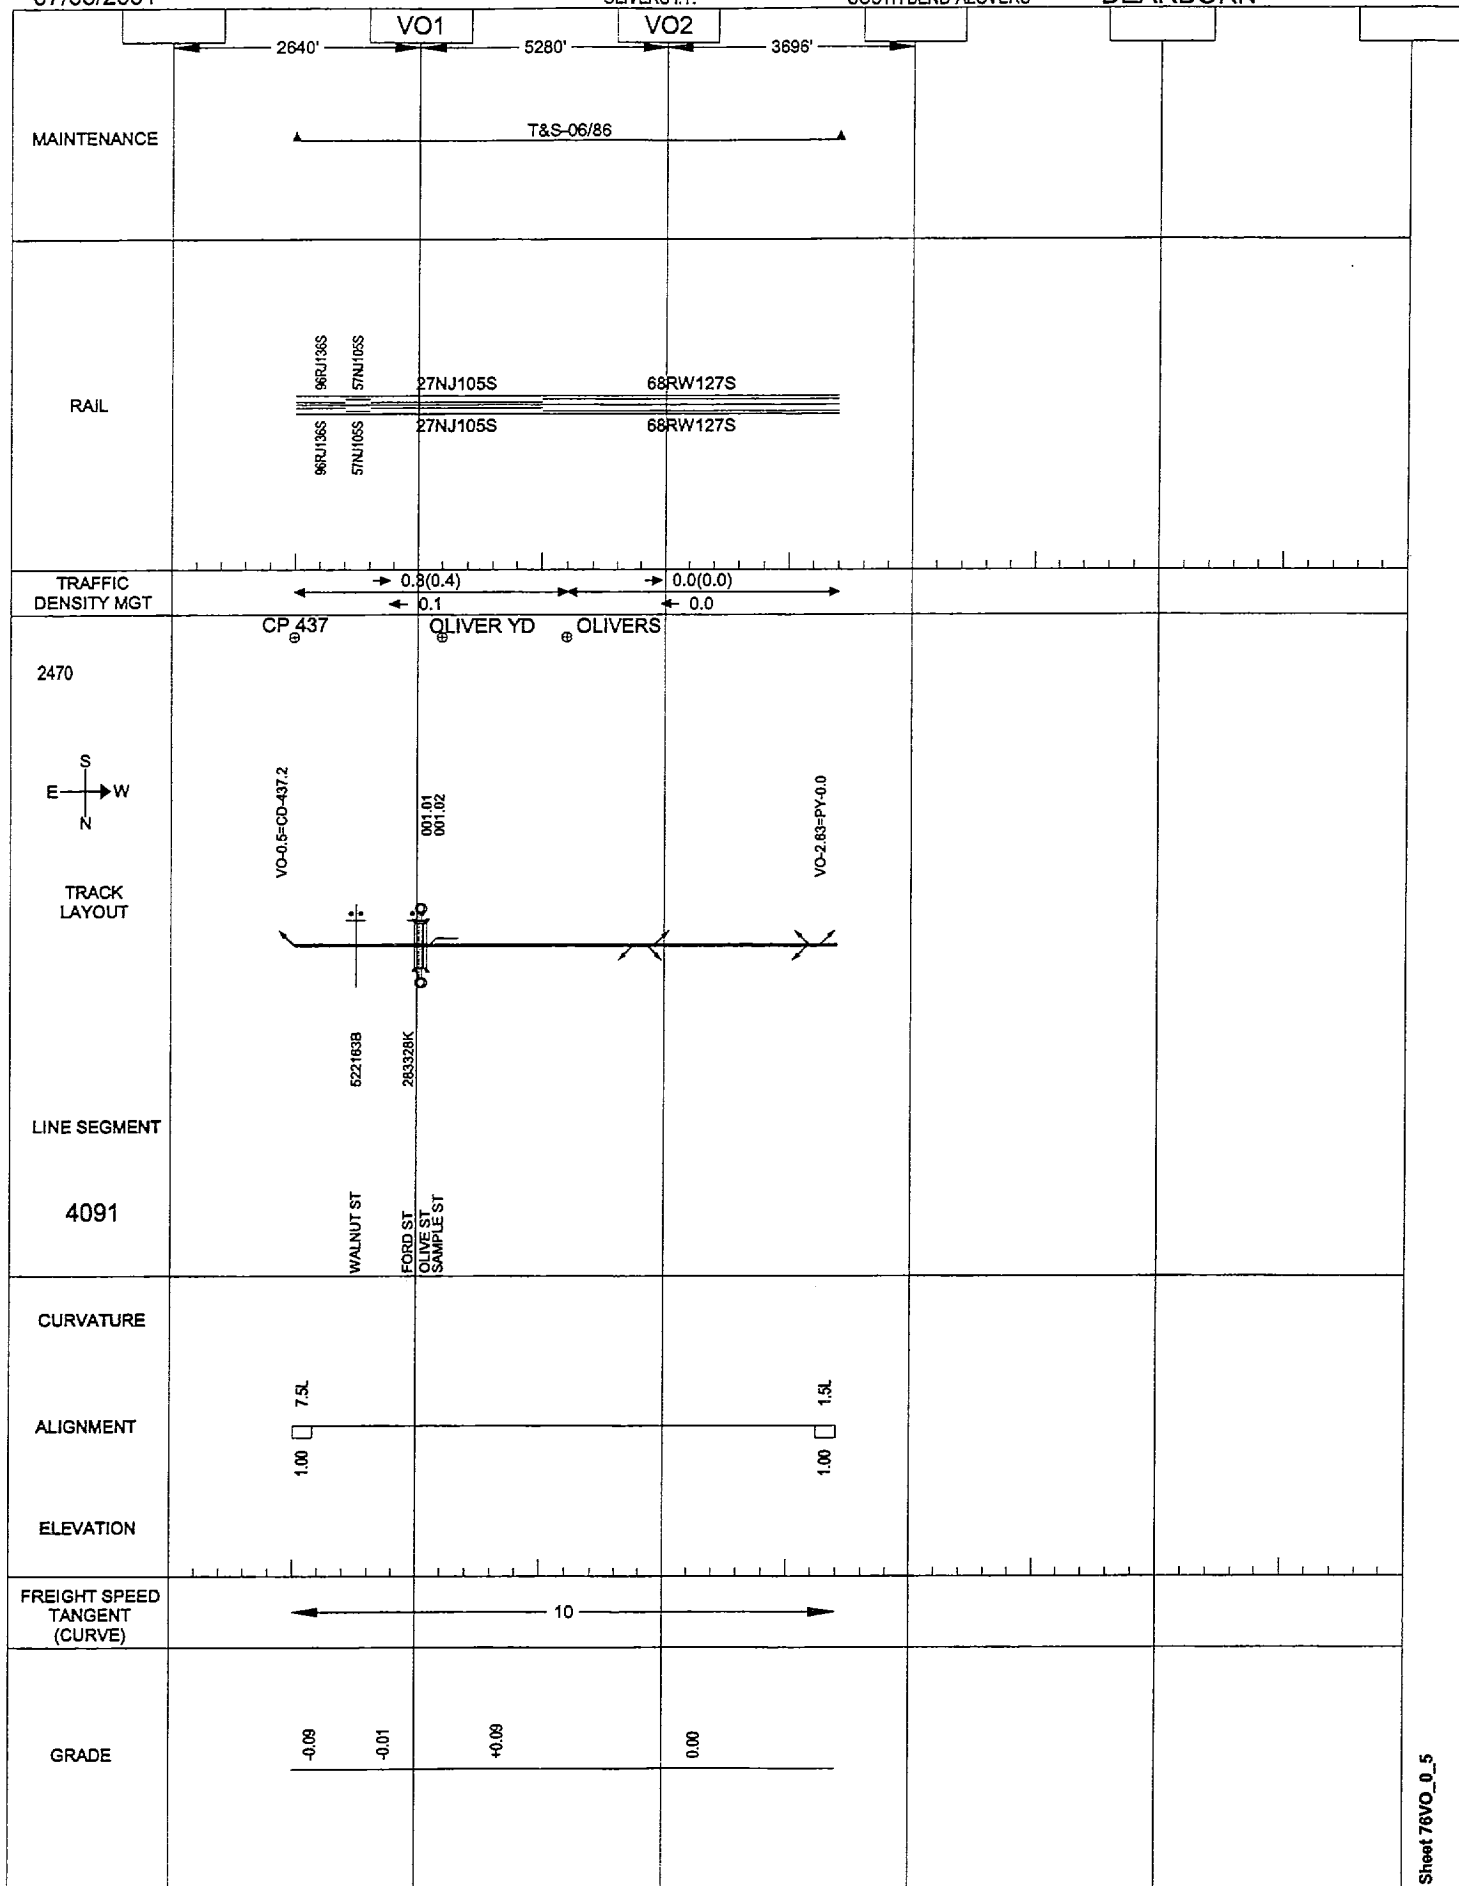 VO1 VO2
2640' 5280' 3696'
MAINTENANCE T&S-06/86
96RJ136S 57NJ105S 27NJ105S 68RW127S
RAIL
96RJ136S 57NJ105S 27NJ105S 68RW127S
TRAFFIC
DENSITY MGT
0.8(0.4) 0.0(0.0)
0.1 0.0
CP 437 OLIVER YD OLIVERS
2470
S
E W
N
VO-0.5=CD-437.2
001.01
001.02
VO-2.63=PY-0.0
TRACK
LAYOUT
522163B
283328K
LINE SEGMENT
4091
WALNUT ST
FORD ST
OLIVE ST
SAMPLE ST
CURVATURE
7.5L 1.5L
ALIGNMENT
1.00 1.00
ELEVATION
FREIGHT SPEED
TANGENT
(CURVE)
10
GRADE
-0.09 -0.01 +0.09 0.00
Sheet 76VO_0_5